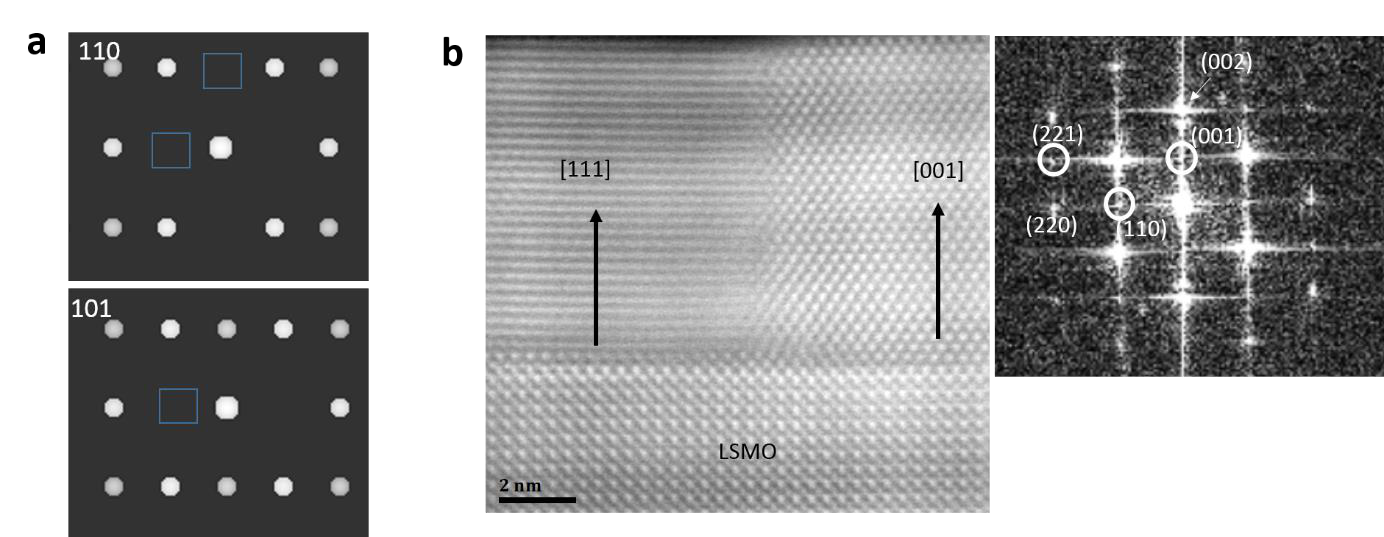 a
110
101
b
[111]
[001]
LSMO
2 nm
(002)
(221)
(001)
(220)
(110)